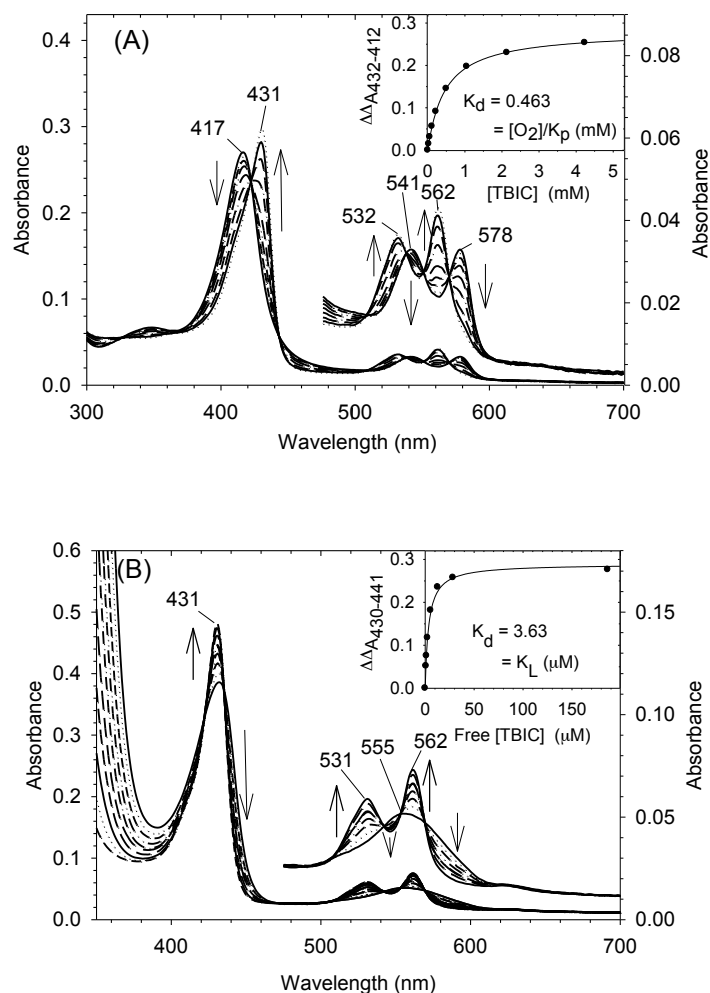 (A)
0.4
0.3
0.2
0.1
0.0
Absorbance
300
400
500
600
700
Wavelength (nm)
0.08
0.06
0.04
0.02
0.00
Absorbance
417
431
532
541
562
578
0.3
0.2
0.1
0.0
ΔΔA432-412
0 1 2 3 4 5
[TBIC]
(mM)
Kd = 0.463
= [O2]/Kp (mM)
(B)
0.6
0.5
0.4
0.3
0.2
0.1
0.0
Absorbance
400
500
600
700
Wavelength (nm)
0.15
0.10
0.05
0.00
Absorbance
431
531
555
562
0.3
0.2
0.1
0.0
ΔΔA430-441
0 50 100 150
Free [TBIC] (μM)
Kd = 3.63
= KL (μM)